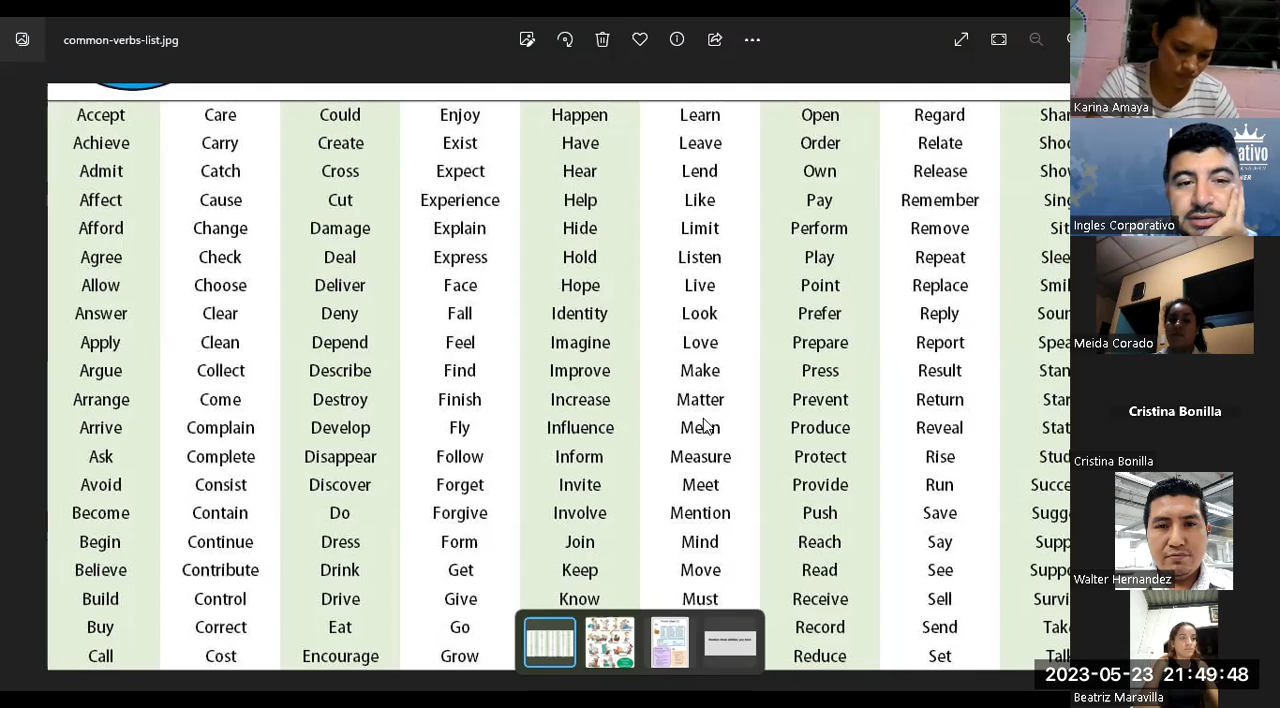 common-verbs-list.jpg
Accept Care Could Enjoy Happen Learn Open Regard
Achieve Carry Create Exist Have Leave Order Relate
Admit Catch Cross Expect Hear Lend Own Release
Affect Cause Cut Experience Help Like Pay Remember
Afford Change Damage Explain Hide Limit Perform Remove
Agree Check Deal Express Hold Listen Play Repeat
Allow Choose Deliver Face Hope Live Point Replace
Answer Clear Deny Fall Identity Look Prefer Reply
Apply Clean Depend Feel Imagine Love Prepare Report
Argue Collect Describe Find Improve Make Press Result
Arrange Come Destroy Finish Increase Matter Prevent Return
Arrive Complain Develop Fly Influence Mean Produce Reveal
Ask Complete Disappear Follow Inform Measure Protect Rise
Avoid Consist Discover Forget Invite Meet Provide Run
Become Contain Do Forgive Involve Mention Push Save
Begin Continue Dress Form Join Mind Reach Say
Believe Contribute Drink Get Keep Move Read See
Build Control Drive Give Know Must Receive Sell
Buy Correct Eat Go Record Send
Call Cost Encourage Grow Reduce Set
Karina Amaya
Ingles Corporativo
Meida Corado
Cristina Bonilla
Cristina Bonilla
Walter Hernandez
2023-05-23 21:49:48
Beatriz Maravilla